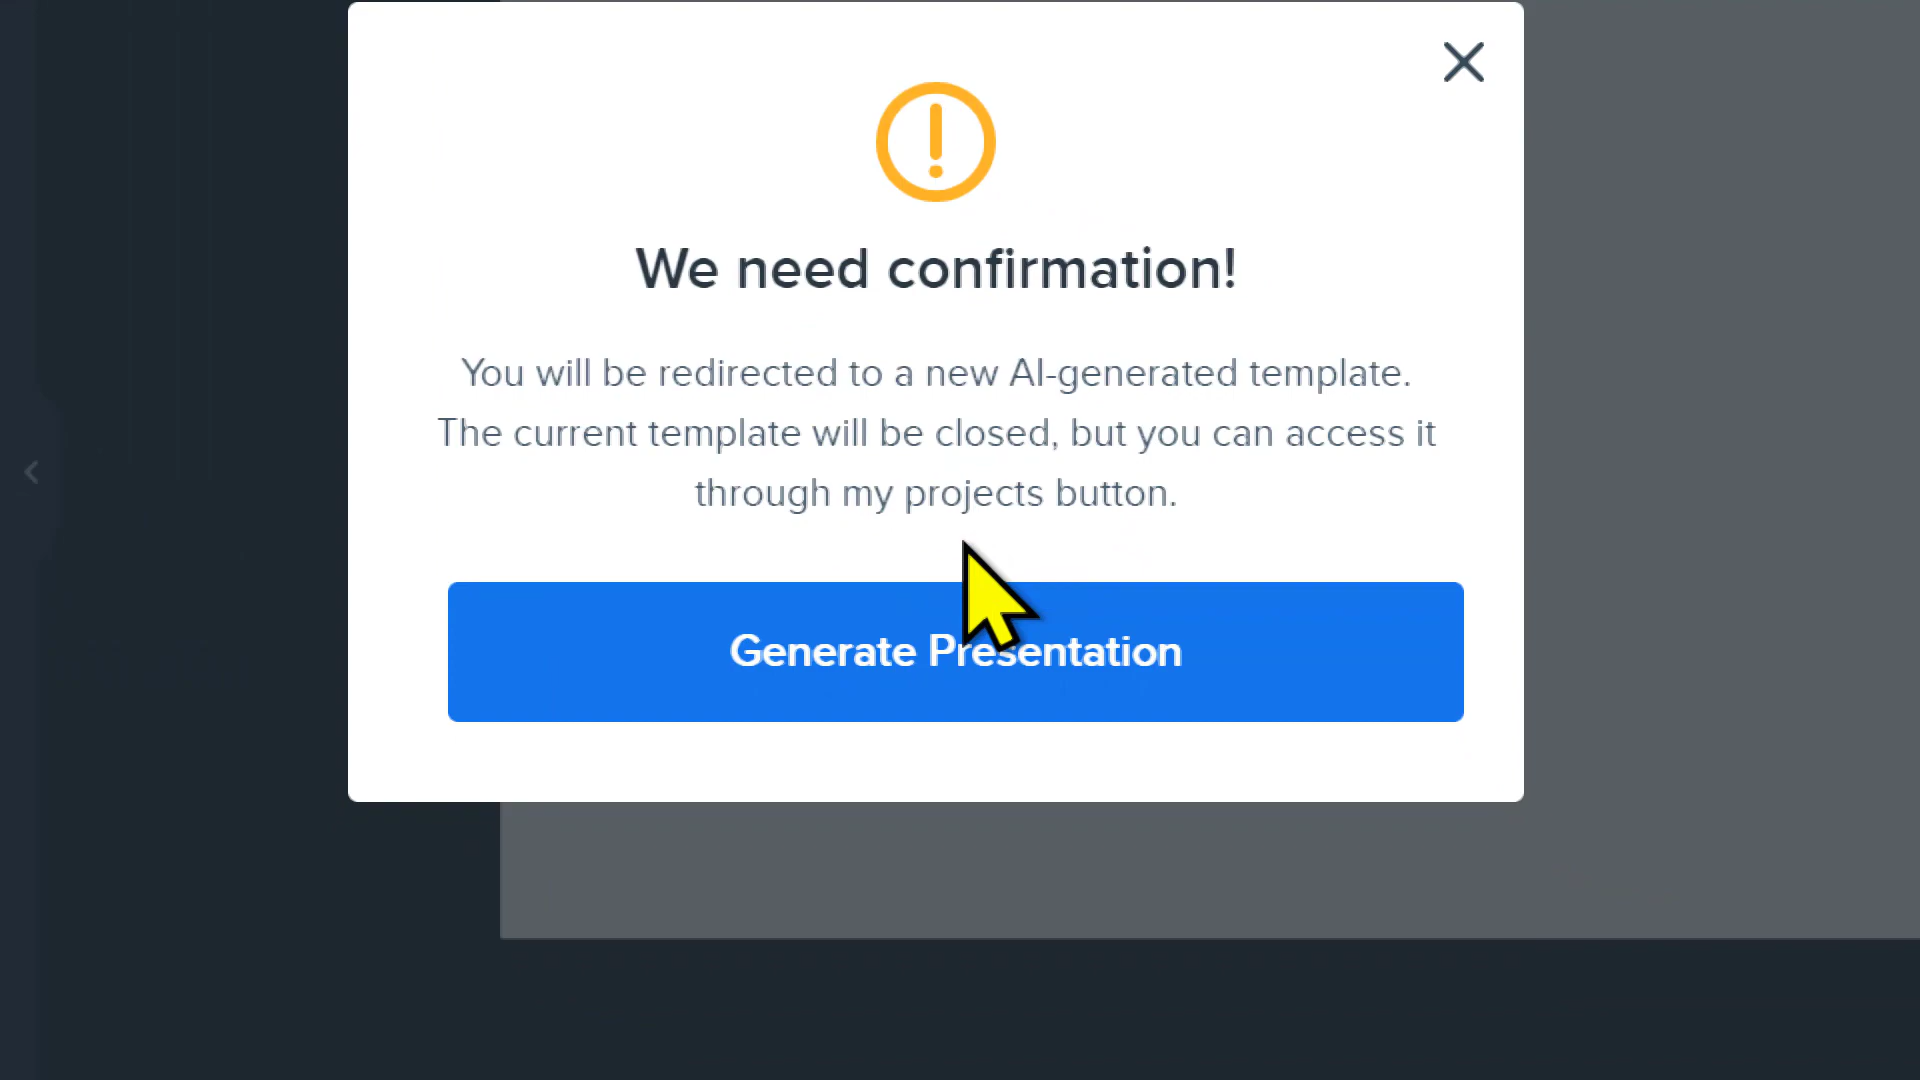 We need confirmation!
You will be redirected to a new AI-generated template.
The current template will be closed, but you can access it
through my projects button.
Generate Presentation